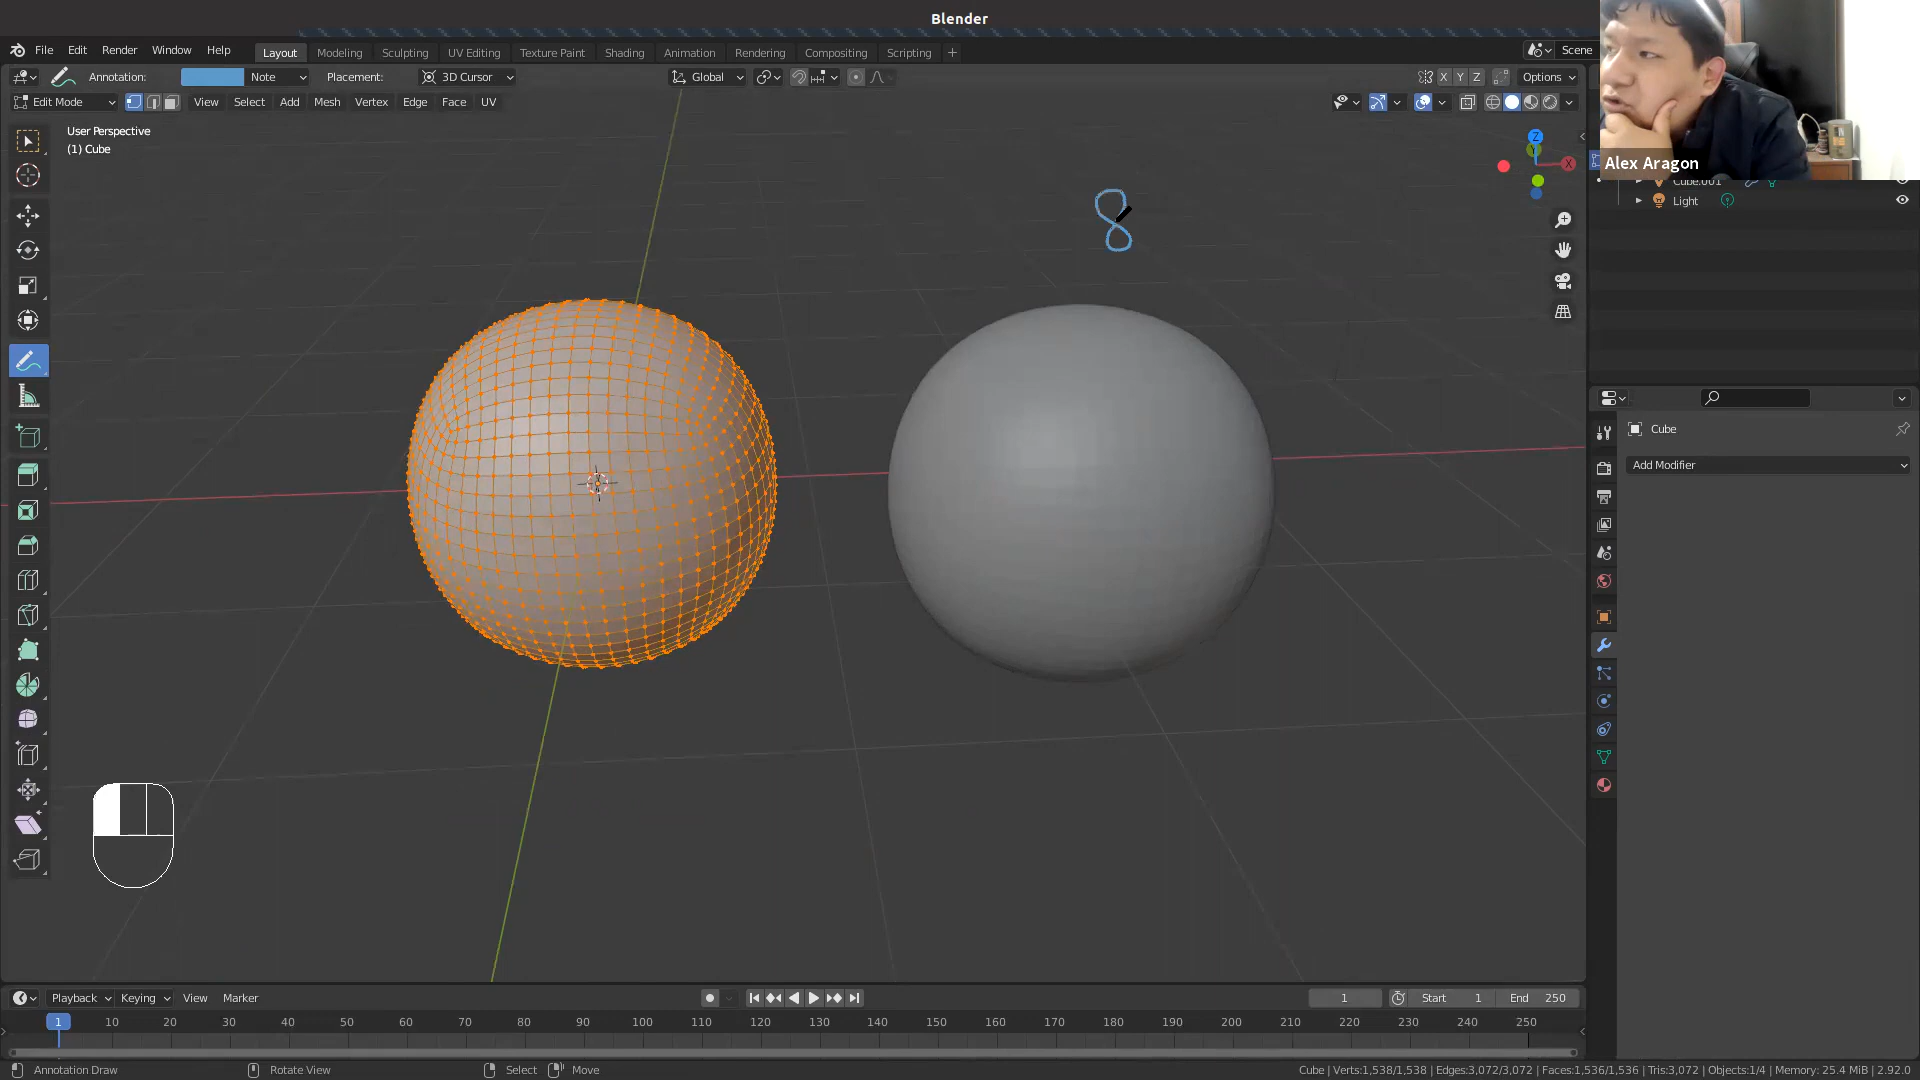 Blender
File Edit Render Window Help Layout Modeling Sculpting UV Editing Texture Paint Shading Animation Rendering Compositing Scripting + Scene
Annotation: Note Placement: 3D Cursor Global X Y Z Options
Edit Mode View Select Add Mesh Vertex Edge Face UV
User Perspective
(1) Cube
Z
X
8
Alex Aragon
Cube.001
Light
Cube
Add Modifier
Playback Keying View Marker 1 Start 1 End 250
1 10 20 30 40 50 60 70 80 90 100 110 120 130 140 150 160 170 180 190 200 210 220 230 240 250
Annotation Draw Rotate View Select Move Cube | Verts:1,538/1,538 | Edges:3,072/3,072 | Faces:1,536/1,536 | Tris:3,072 | Objects:1/4 | Memory: 25.4 MiB | 2.92.0